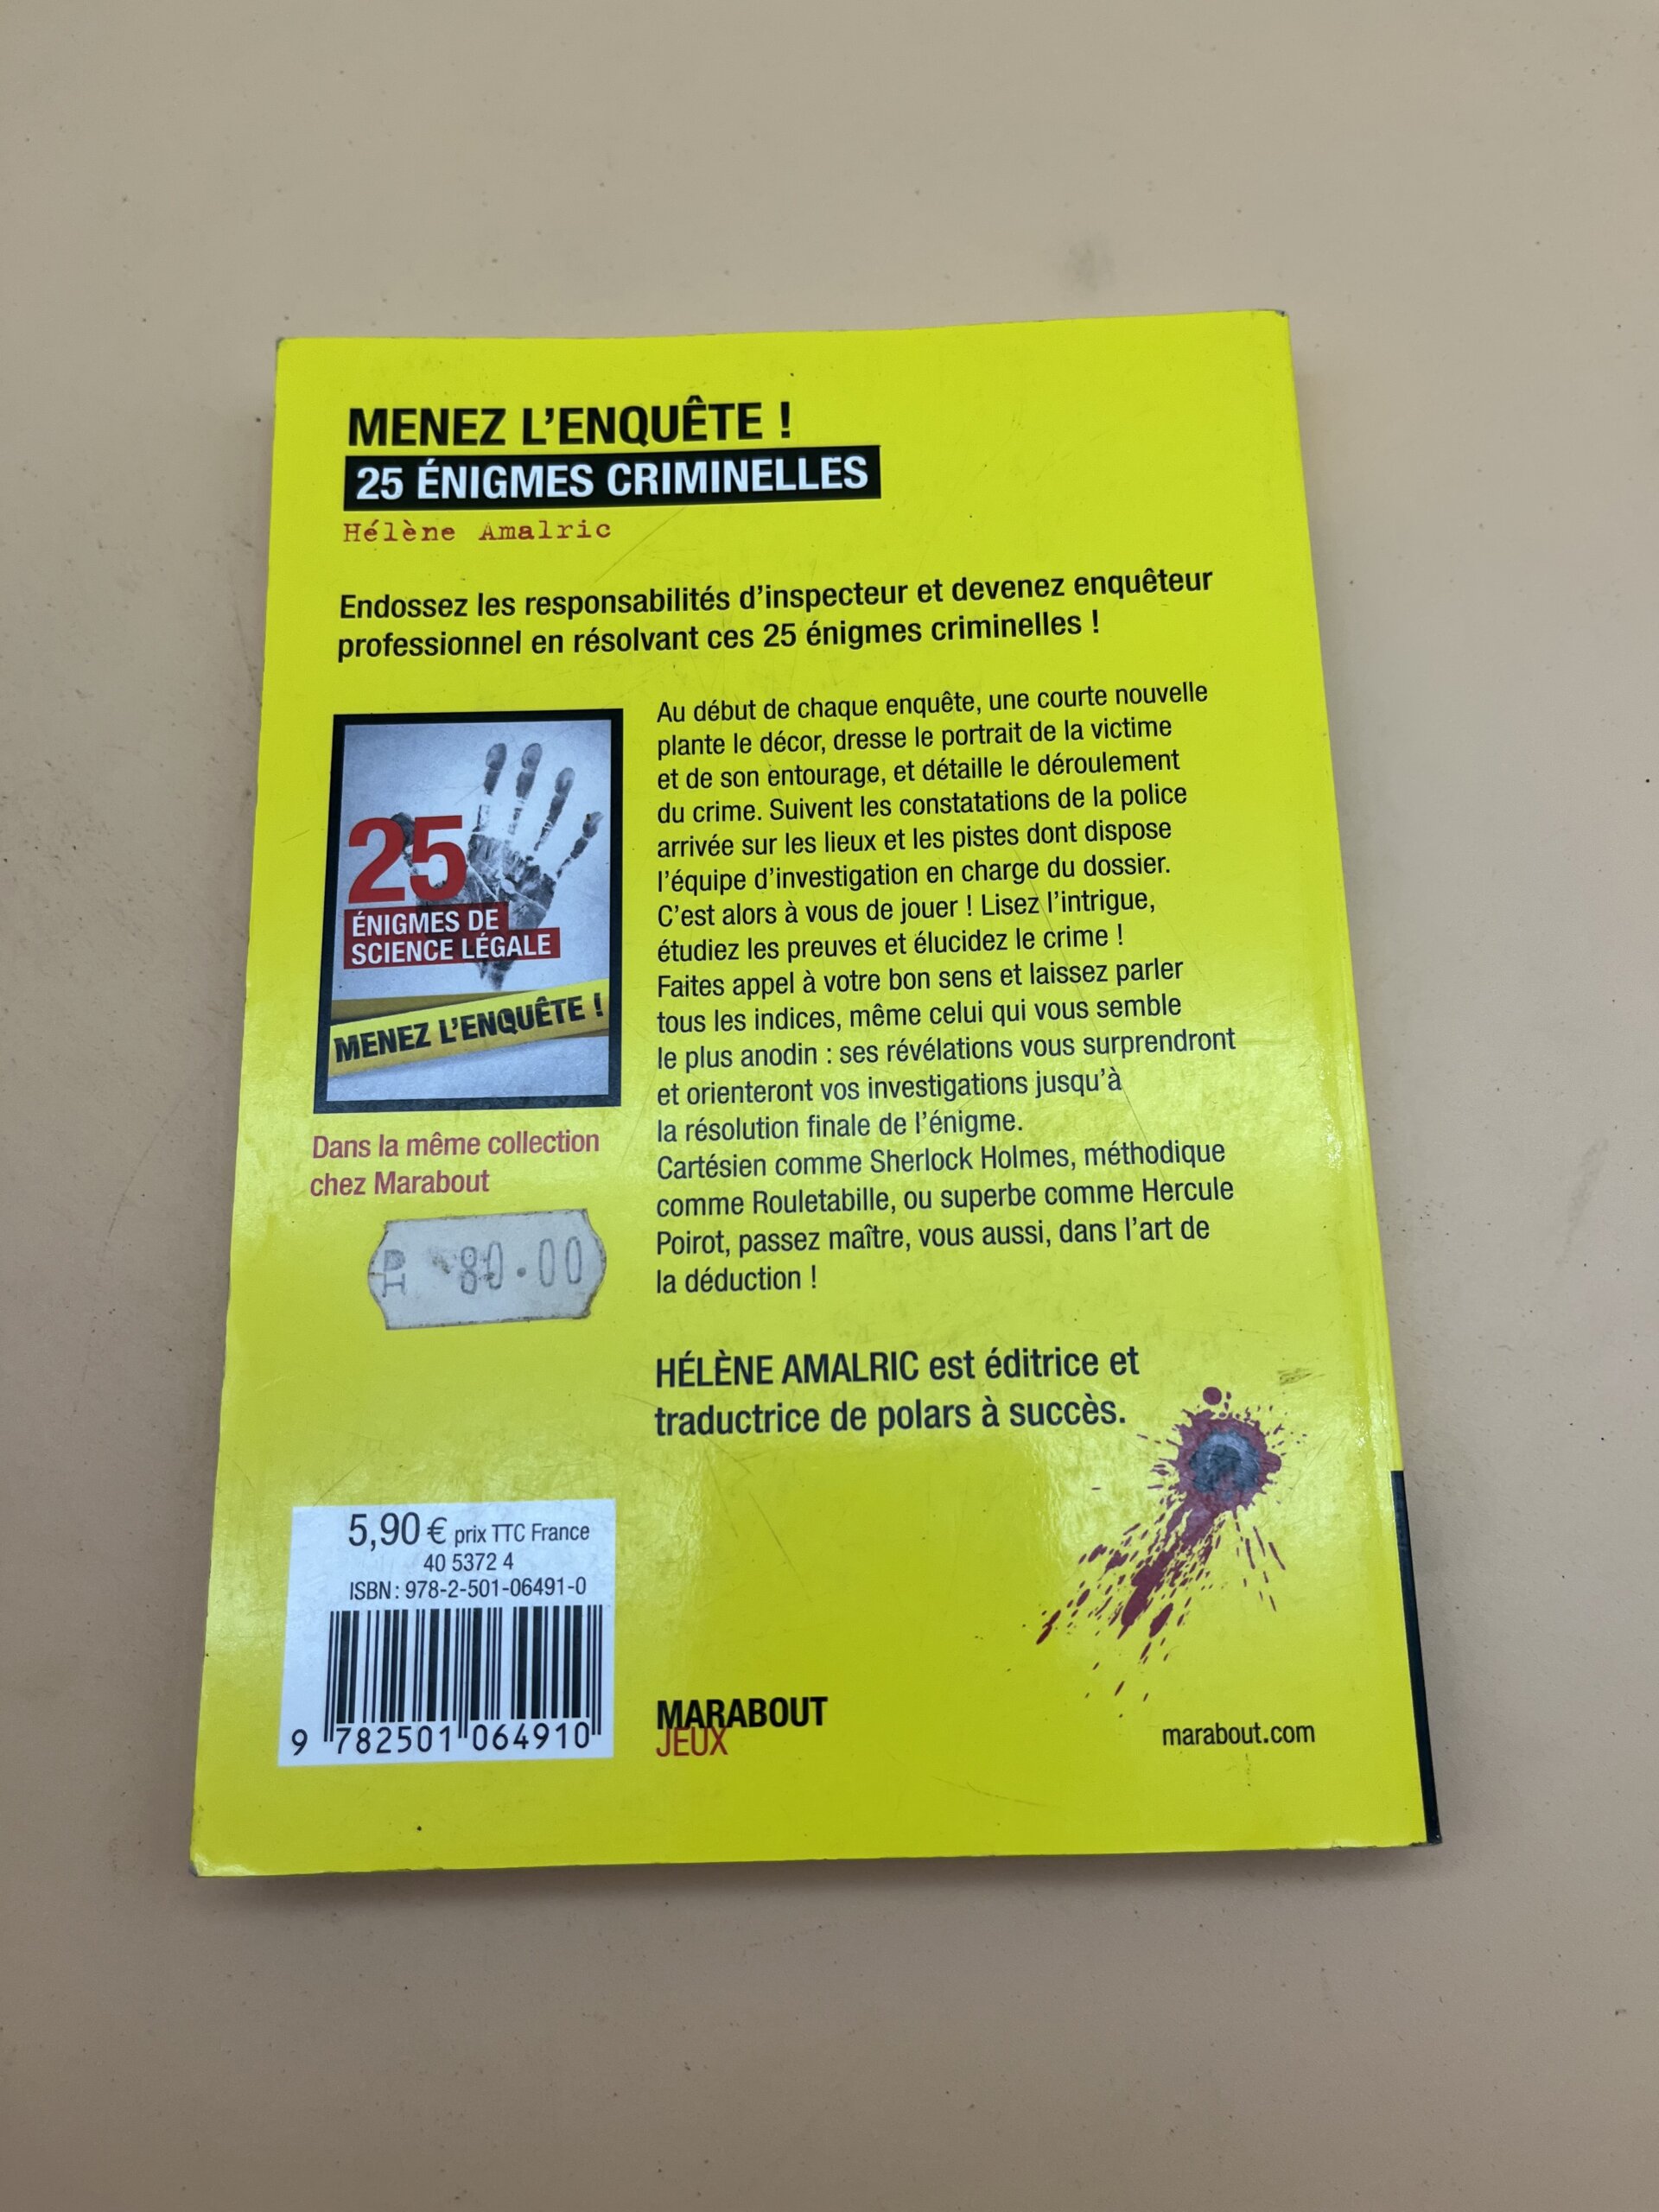 MENEZ L'ENQUÊTE !
25 ÉNIGMES CRIMINELLES
Hélène Amalric
Endossez les responsabilités d'inspecteur et devenez enquêteur
professionnel en résolvant ces 25 énigmes criminelles !
25
ÉNIGMES DE
SCIENCE LÉGALE
MENEZ L'ENQUÊTE !
Dans la même collection
chez Marabout
80.00
Au début de chaque enquête, une courte nouvelle
plante le décor, dresse le portrait de la victime
et de son entourage, et détaille le déroulement
du crime. Suivent les constatations de la police
arrivée sur les lieux et les pistes dont dispose
l'équipe d'investigation en charge du dossier.
C'est alors à vous de jouer ! Lisez l'intrigue,
étudiez les preuves et élucidez le crime !
Faites appel à votre bon sens et laissez parler
tous les indices, même celui qui vous semble
le plus anodin : ses révélations vous surprendront
et orienteront vos investigations jusqu'à
la résolution finale de l'énigme.
Cartésien comme Sherlock Holmes, méthodique
comme Rouletabille, ou superbe comme Hercule
Poirot, passez maître, vous aussi, dans l'art de
la déduction !
HÉLÈNE AMALRIC est éditrice et
traductrice de polars à succès.
5,90 € prix TTC France
40 5372 4
ISBN : 978-2-501-06491-0
9 782501 064910
MARABOUT
JEUX
marabout.com